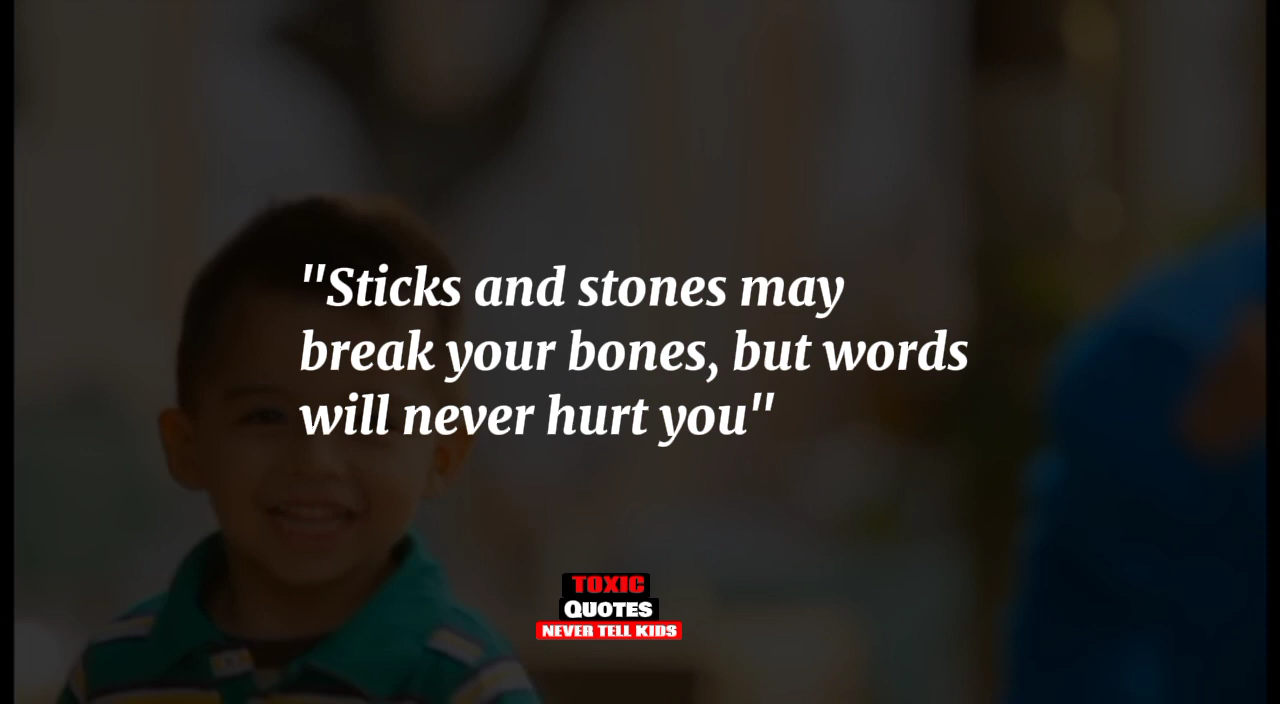 "Sticks and stones may
break your bones, but words
will never hurt you"
TOXIC
QUOTES
NEVER TELL KIDS